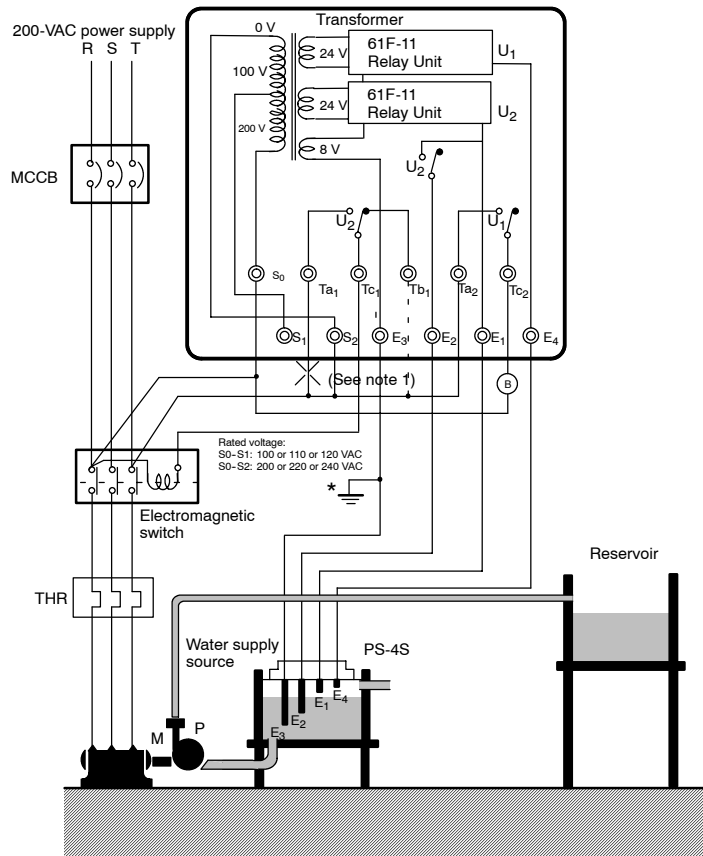 200-VAC power supply
R S T
MCCB
Transformer
0 V
100 V
200 V
24 V
24 V
8 V
61F-11
Relay Unit
U1
61F-11
Relay Unit
U2
U2
U2
U1
S0
Ta1
Tc1
Tb1
Ta2
Tc2
S1
S2
E3
E2
E1
E4
(See note 1)
B
Rated voltage:
S0-S1: 100 or 110 or 120 VAC
S0-S2: 200 or 220 or 240 VAC
*
Electromagnetic
switch
THR
Water supply
source
PS-4S
Reservoir
E1
E4
E2
E3
M
P